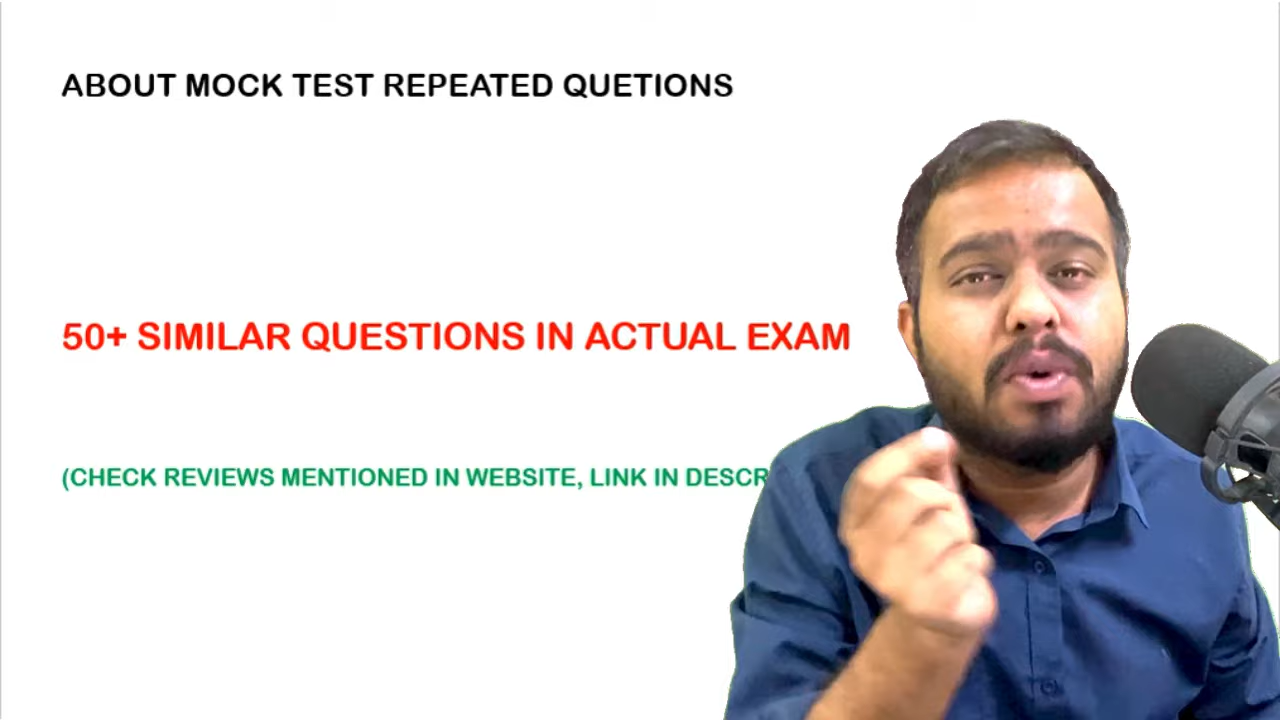 ABOUT MOCK TEST REPEATED QUETIONS
50+ SIMILAR QUESTIONS IN ACTUAL EXAM
(CHECK REVIEWS MENTIONED IN WEBSITE, LINK IN DESCR